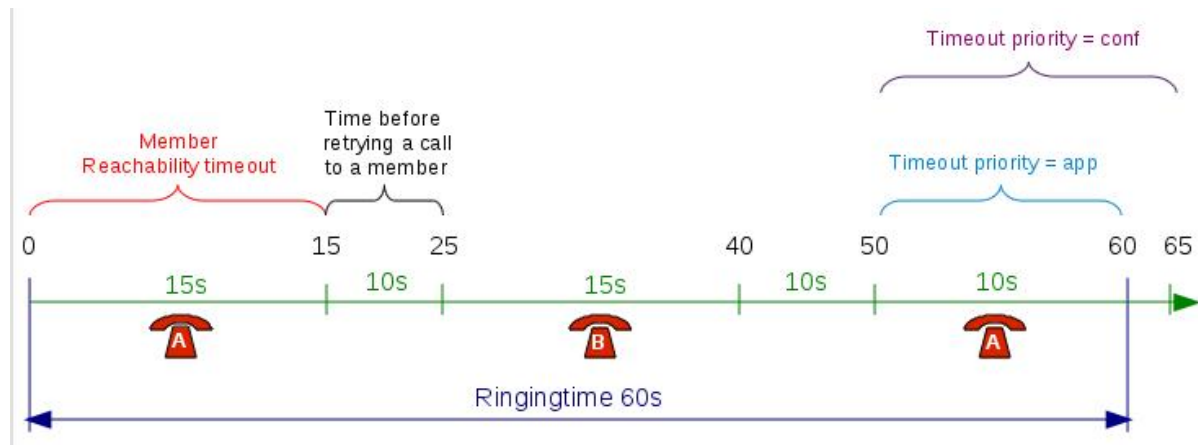 Timeout priority = conf
Time before
retrying a call
to a member
Member
Reachability timeout
Timeout priority = app
0 15 25 40 50 60 65
15s 10s 15s 10s 10s
A B A
Ringingtime 60s